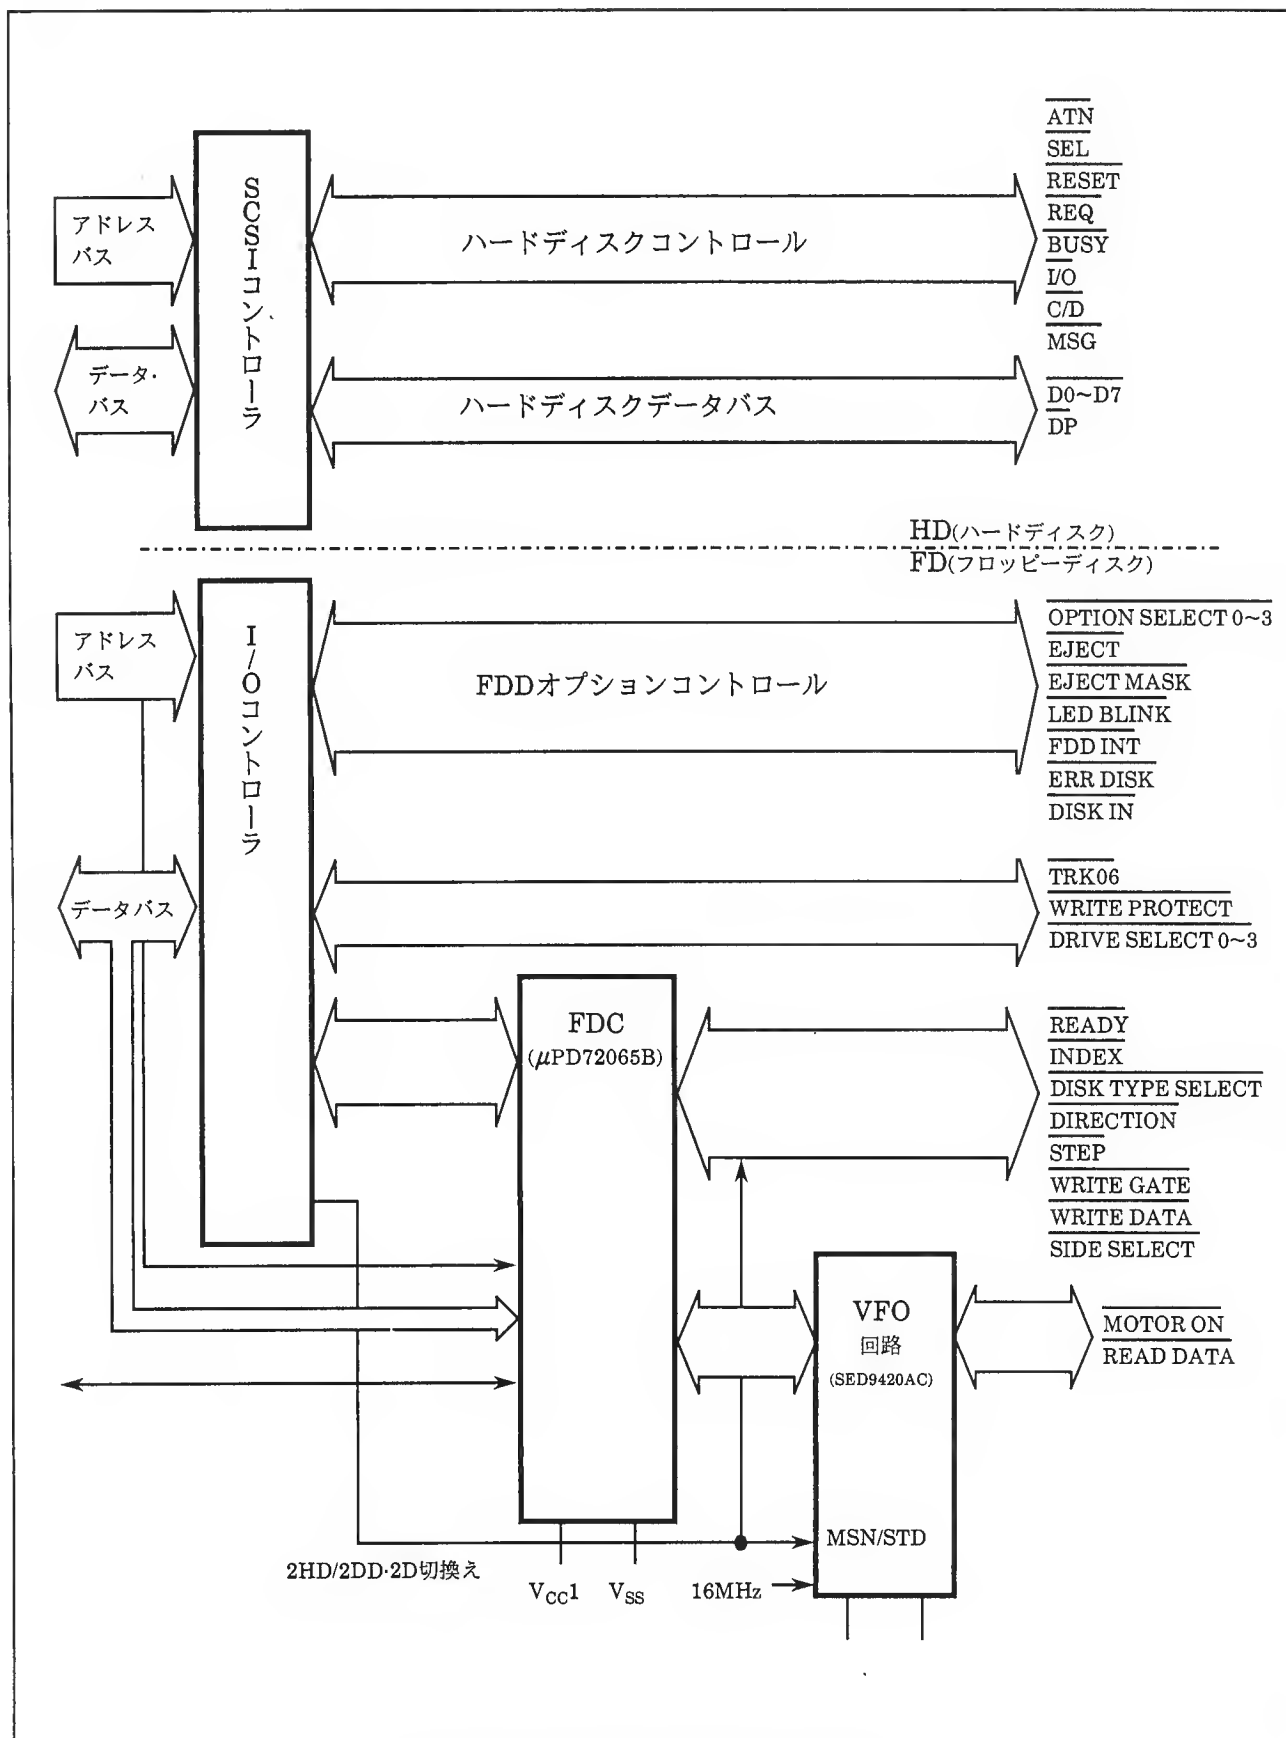 ATN
SEL
RESET
REQ
BUSY
I/O
C/D
MSG
アドレス
バス
SCSIコントローラ
ハードディスクコントロール
データ・
バス
ハードディスクデータバス
D0~D7
DP
HD(ハードディスク)
FD(フロッピーディスク)
アドレス
バス
I/Oコントローラ
FDDオプションコントロール
OPTION SELECT 0~3
EJECT
EJECT MASK
LED BLINK
FDD INT
ERR DISK
DISK IN
データバス
TRK06
WRITE PROTECT
DRIVE SELECT 0~3
FDC
(μPD72065B)
READY
INDEX
DISK TYPE SELECT
DIRECTION
STEP
WRITE GATE
WRITE DATA
SIDE SELECT
VFO
回路
(SED9420AC)
MOTOR ON
READ DATA
MSN/STD
2HD/2DD·2D切換え
VCC1
VSS
16MHz